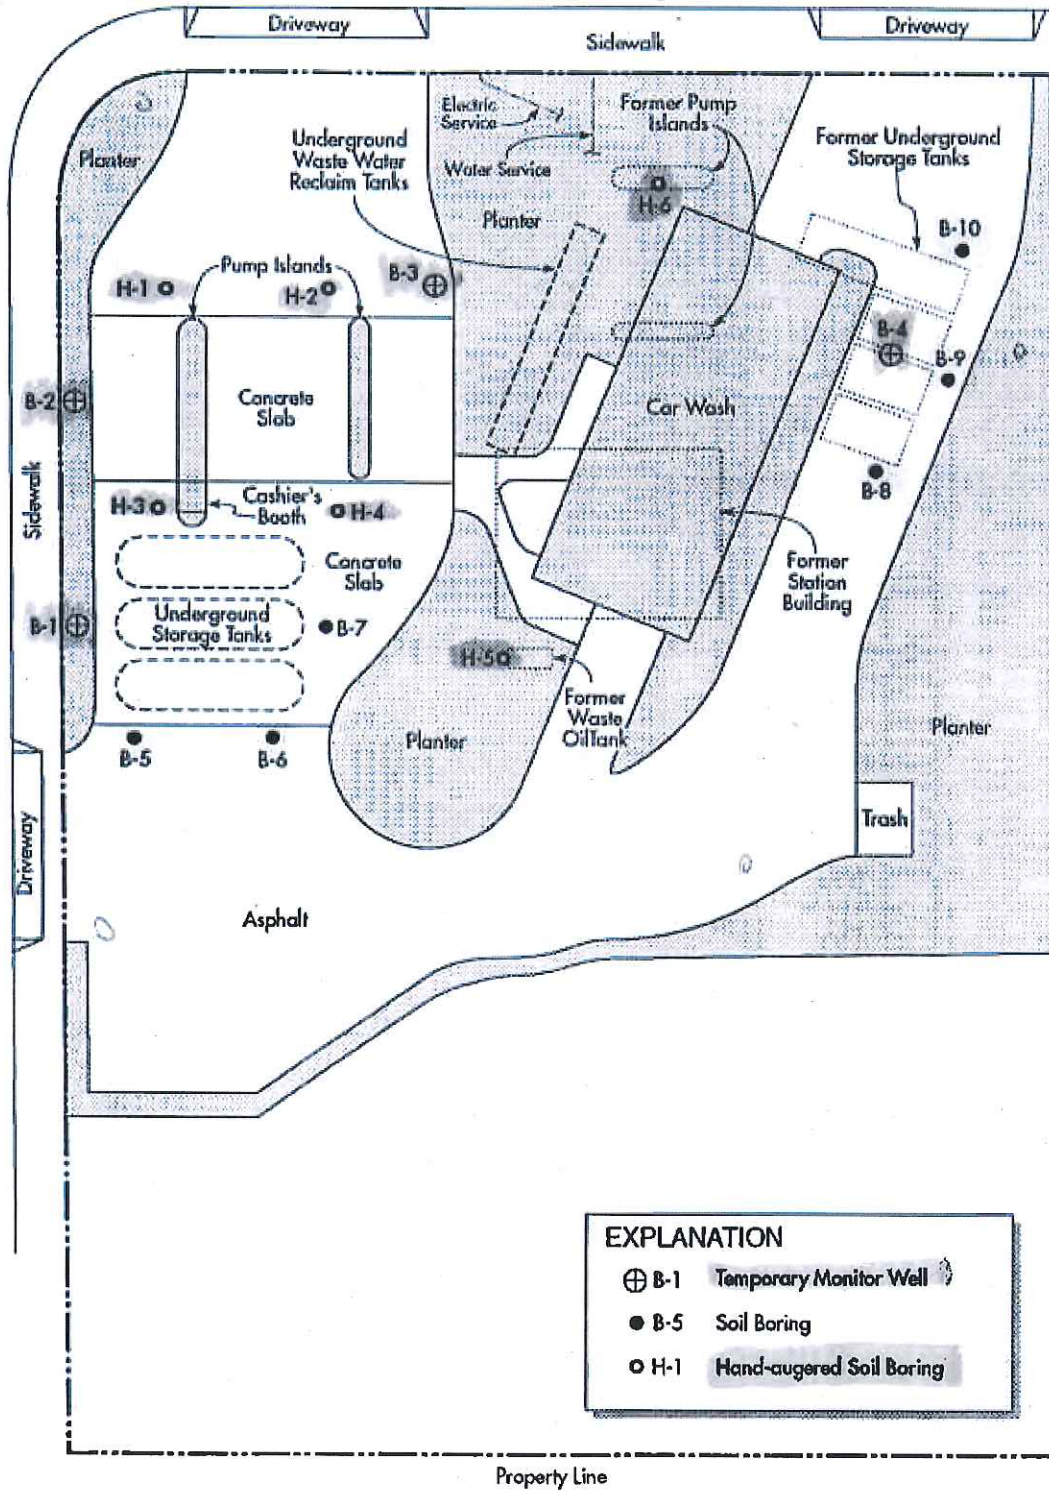 Driveway
Sidewalk
Driveway
Planter
Underground
Waste Water
Reclaim Tanks
Electric
Service
Water Service
Former Pump
Islands
Former Underground
Storage Tanks
Planter
H-6
B-10
H-1
Pump Islands
H-2
B-3
B-4
B-9
B-2
Concrete
Slab
Car Wash
B-8
Sidewalk
H-3
Cashier's
Booth
H-4
Concrete
Slab
Former
Station
Building
B-1
Underground
Storage Tanks
B-7
H-5
Former
Waste
Oil Tank
B-5
B-6
Planter
Planter
Driveway
Trash
Asphalt
EXPLANATION
B-1 Temporary Monitor Well
B-5 Soil Boring
H-1 Hand-augered Soil Boring
Property Line